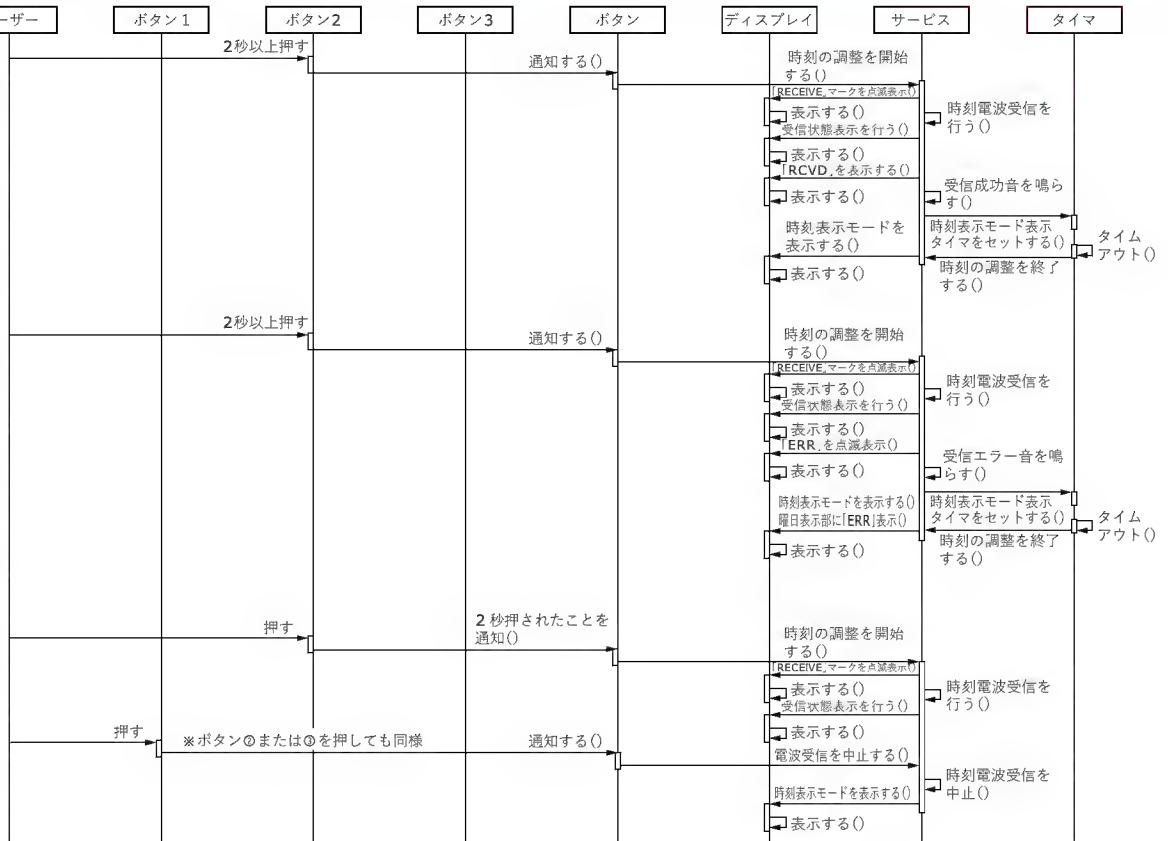 ーザー
ボタン1
ボタン2
ボタン3
ボタン
ディスプレイ
サービス
タイマ
2秒以上押す
通知する()
時刻の調整を開始
する()
「RECEIVE」マークを点滅表示()
表示する()
時刻電波受信を
行う()
受信状態表示を行う()
表示する()
「RCVD」を表示する()
表示する()
受信成功音を鳴ら
す()
時刻表示モード表示
タイマをセットする()
タイム
アウト()
時刻表示モードを
表示する()
時刻の調整を終了
する()
表示する()
2秒以上押す
通知する()
時刻の調整を開始
する()
「RECEIVE」マークを点滅表示()
表示する()
時刻電波受信を
行う()
受信状態表示を行う()
表示する()
「ERR」を点滅表示()
表示する()
受信エラー音を鳴
らす()
時刻表示モード表示
タイマをセットする()
タイム
アウト()
時刻表示モードを表示する()
曜日表示部に「ERR」表示()
時刻の調整を終了
する()
表示する()
押す
2 秒押されたことを
通知()
時刻の調整を開始
する()
「RECEIVE」マークを点滅表示()
表示する()
時刻電波受信を
行う()
受信状態表示を行う()
表示する()
押す
※ボタン②または③を押しても同様
通知する()
電波受信を中止する()
時刻電波受信を
中止()
時刻表示モードを表示する()
表示する()